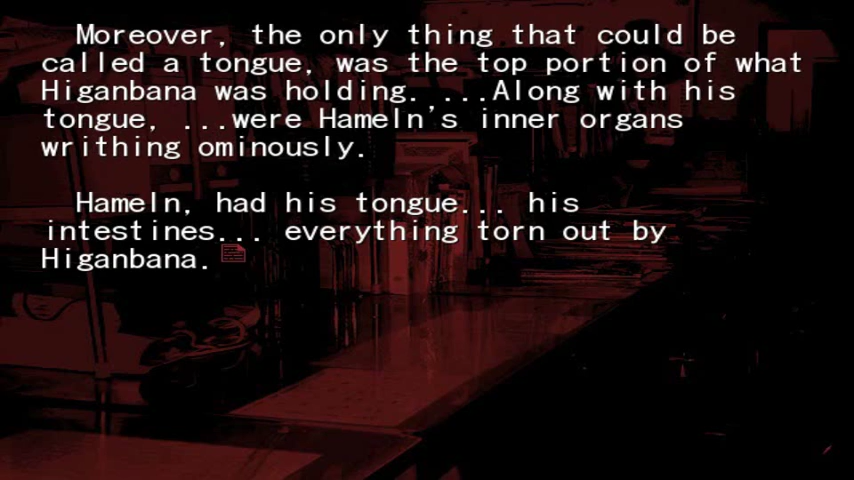 Moreover, the only thing that could be
called a tongue, was the top portion of what
Higanbana was holding. ,...Along with his
tongue, ...were Hameln's inner organs
writhing ominously.
Hameln, had his tongue... his
intestines... everything torn out by
Higanbana.